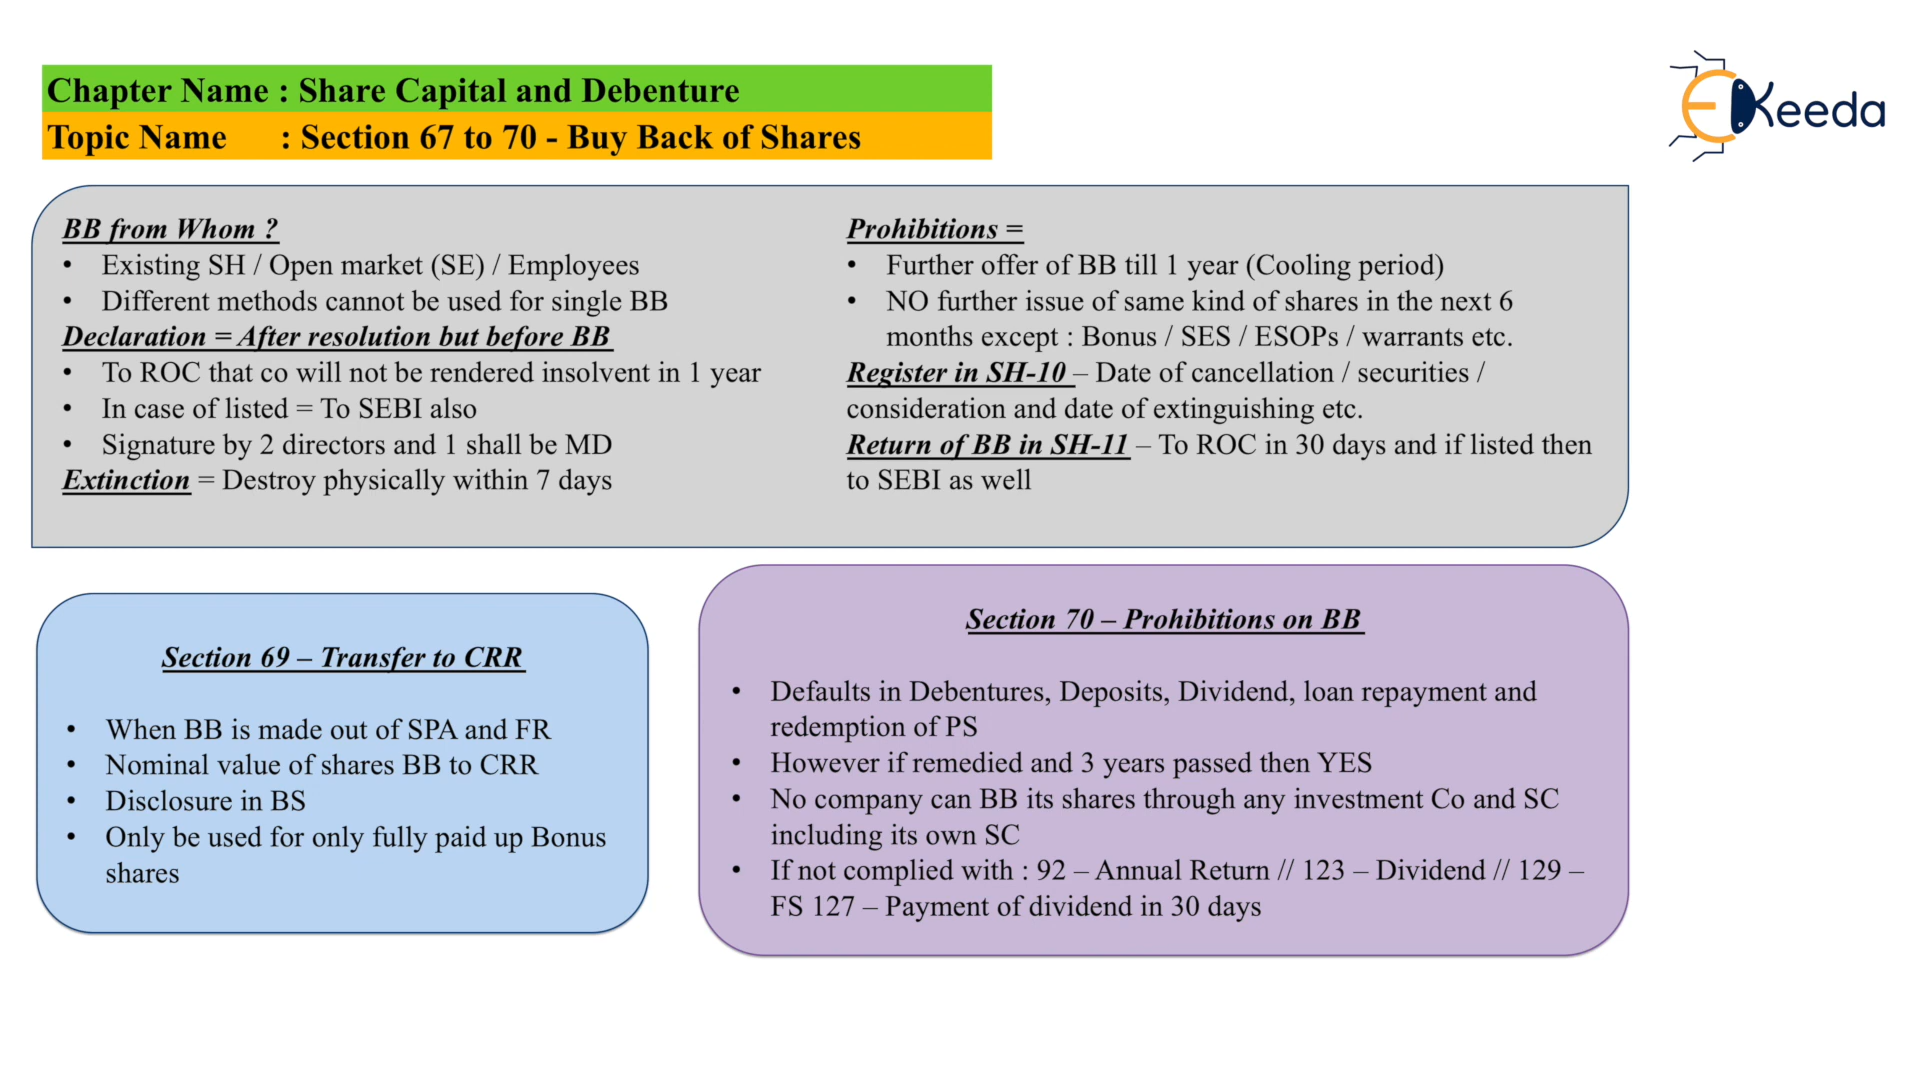 Chapter Name : Share Capital and Debenture
Topic Name : Section 67 to 70 - Buy Back of Shares
EKeeda
BB from Whom ?
• Existing SH / Open market (SE) / Employees
• Different methods cannot be used for single BB
Declaration = After resolution but before BB
• To ROC that co will not be rendered insolvent in 1 year
• In case of listed = To SEBI also
• Signature by 2 directors and 1 shall be MD
Extinction = Destroy physically within 7 days
Prohibitions =
• Further offer of BB till 1 year (Cooling period)
• NO further issue of same kind of shares in the next 6
months except : Bonus / SES / ESOPs / warrants etc.
Register in SH-10 – Date of cancellation / securities /
consideration and date of extinguishing etc.
Return of BB in SH-11 – To ROC in 30 days and if listed then
to SEBI as well
Section 69 – Transfer to CRR
• When BB is made out of SPA and FR
• Nominal value of shares BB to CRR
• Disclosure in BS
• Only be used for only fully paid up Bonus
shares
Section 70 – Prohibitions on BB
• Defaults in Debentures, Deposits, Dividend, loan repayment and
redemption of PS
• However if remedied and 3 years passed then YES
• No company can BB its shares through any investment Co and SC
including its own SC
• If not complied with : 92 – Annual Return // 123 – Dividend // 129 –
FS 127 – Payment of dividend in 30 days